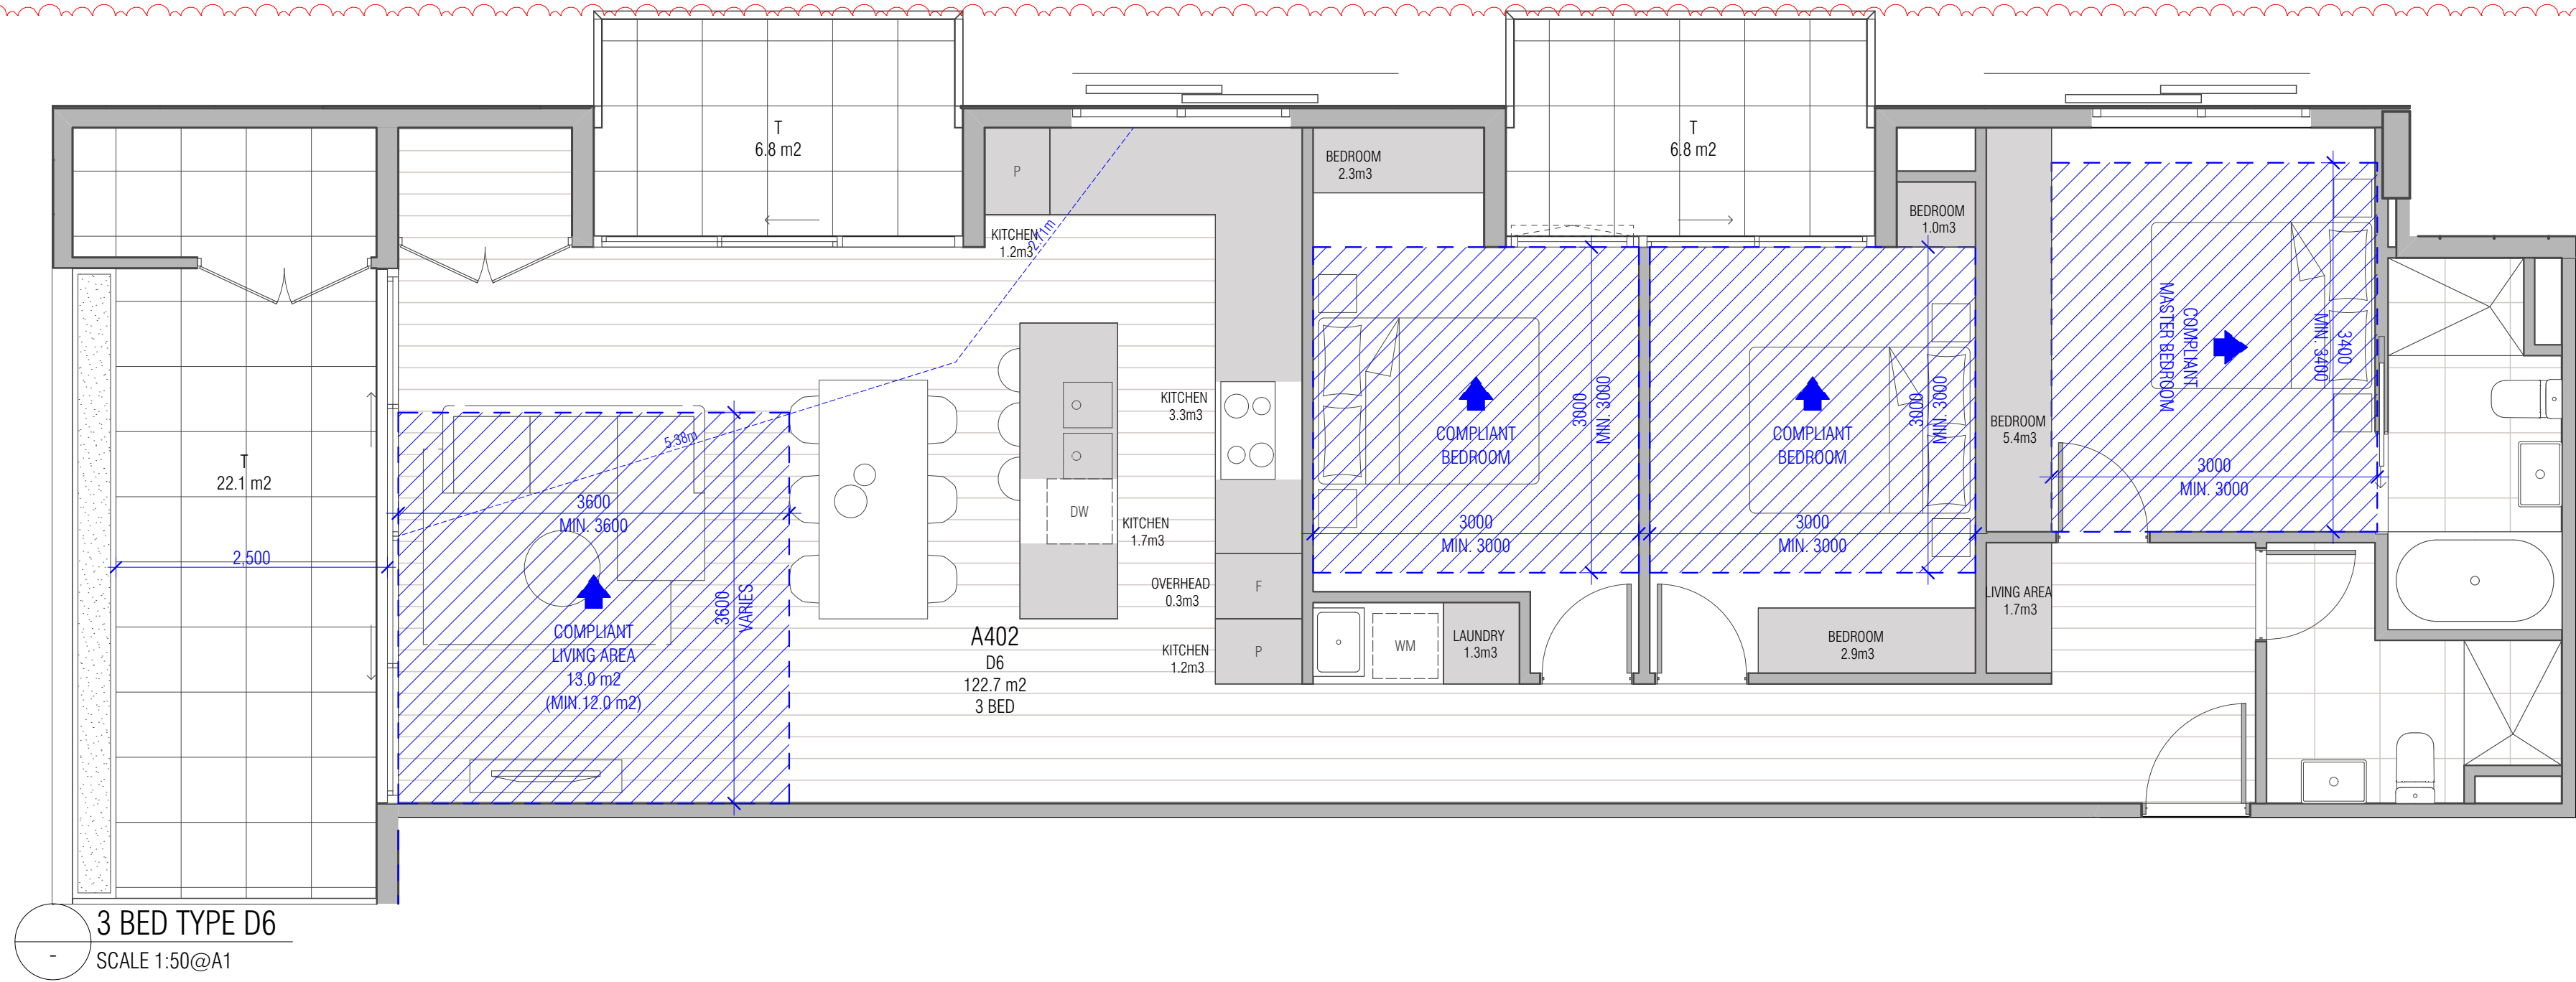 T
6.8 m2
T
6.8 m2
P
BEDROOM
2.3m3
BEDROOM
1.0m3
KITCHEN
1.2m3
2.71m
COMPLIANT
MASTER BEDROOM
3400
MIN. 3400
3000
MIN. 3000
BEDROOM
5.4m3
KITCHEN
3.3m3
COMPLIANT
BEDROOM
3000
MIN. 3000
3000
MIN. 3000
COMPLIANT
BEDROOM
3000
MIN. 3000
3000
MIN. 3000
T
22.1 m2
5.38m
3600
MIN. 3600
2,500
3600
VARIES
COMPLIANT
LIVING AREA
13.0 m2
(MIN.12.0 m2)
DW
KITCHEN
1.7m3
OVERHEAD
0.3m3
F
KITCHEN
1.2m3
P
WM
LAUNDRY
1.3m3
BEDROOM
2.9m3
LIVING AREA
1.7m3
A402
D6
122.7 m2
3 BED
3 BED TYPE D6
-
SCALE 1:50@A1